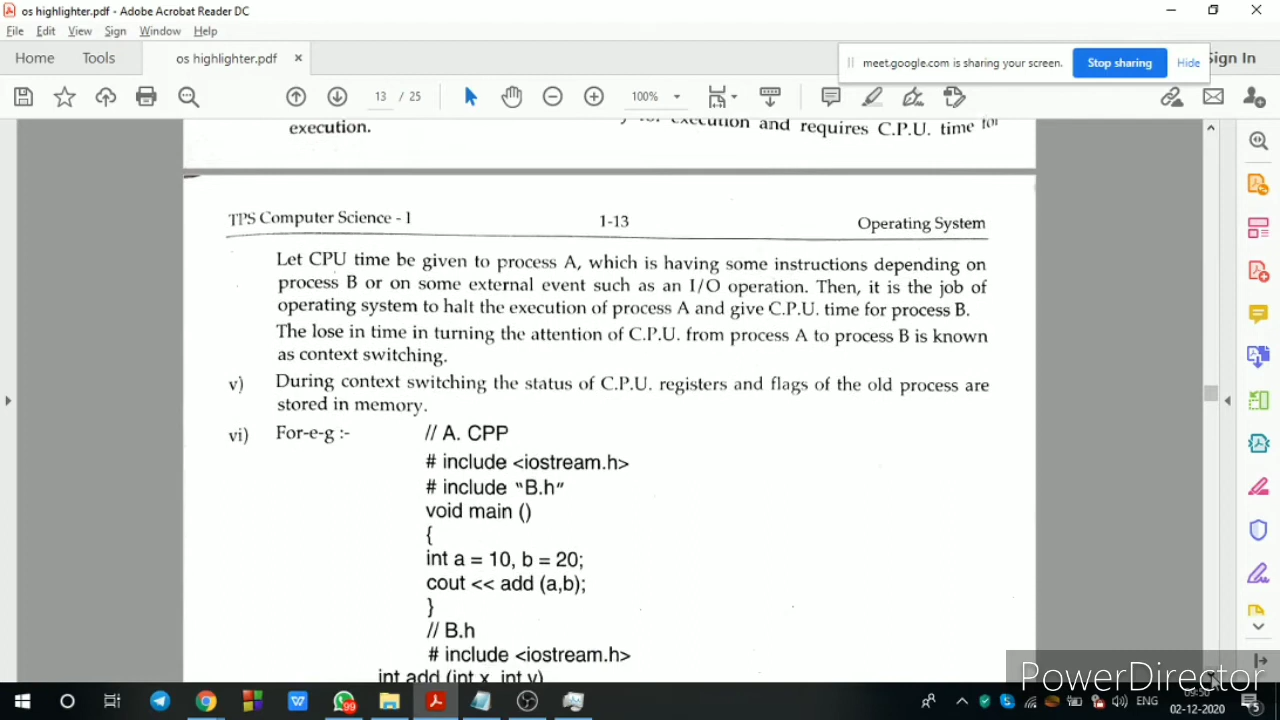 os highlighter.pdf - Adobe Acrobat Reader DC
File Edit View Sign Window Help
Home Tools os highlighter.pdf ×
meet.google.com is sharing your screen. Stop sharing Hide
Sign In
13 / 25 100%
execution.
execution and requires C.P.U. time for
TPS Computer Science - I 1-13 Operating System
Let CPU time be given to process A, which is having some instructions depending on
process B or on some external event such as an I/O operation. Then, it is the job of
operating system to halt the execution of process A and give C.P.U. time for process B.
The lose in time in turning the attention of C.P.U. from process A to process B is known
as context switching.
v) During context switching the status of C.P.U. registers and flags of the old process are
stored in memory.
vi) For-e-g :- // A. CPP
# include <iostream.h>
# include “B.h”
void main ()
{
int a = 10, b = 20;
cout << add (a,b);
}
// B.h
# include <iostream.h>
int add (int x, int y)
PowerDirector
99
ENG
09:50
02-12-2020
5